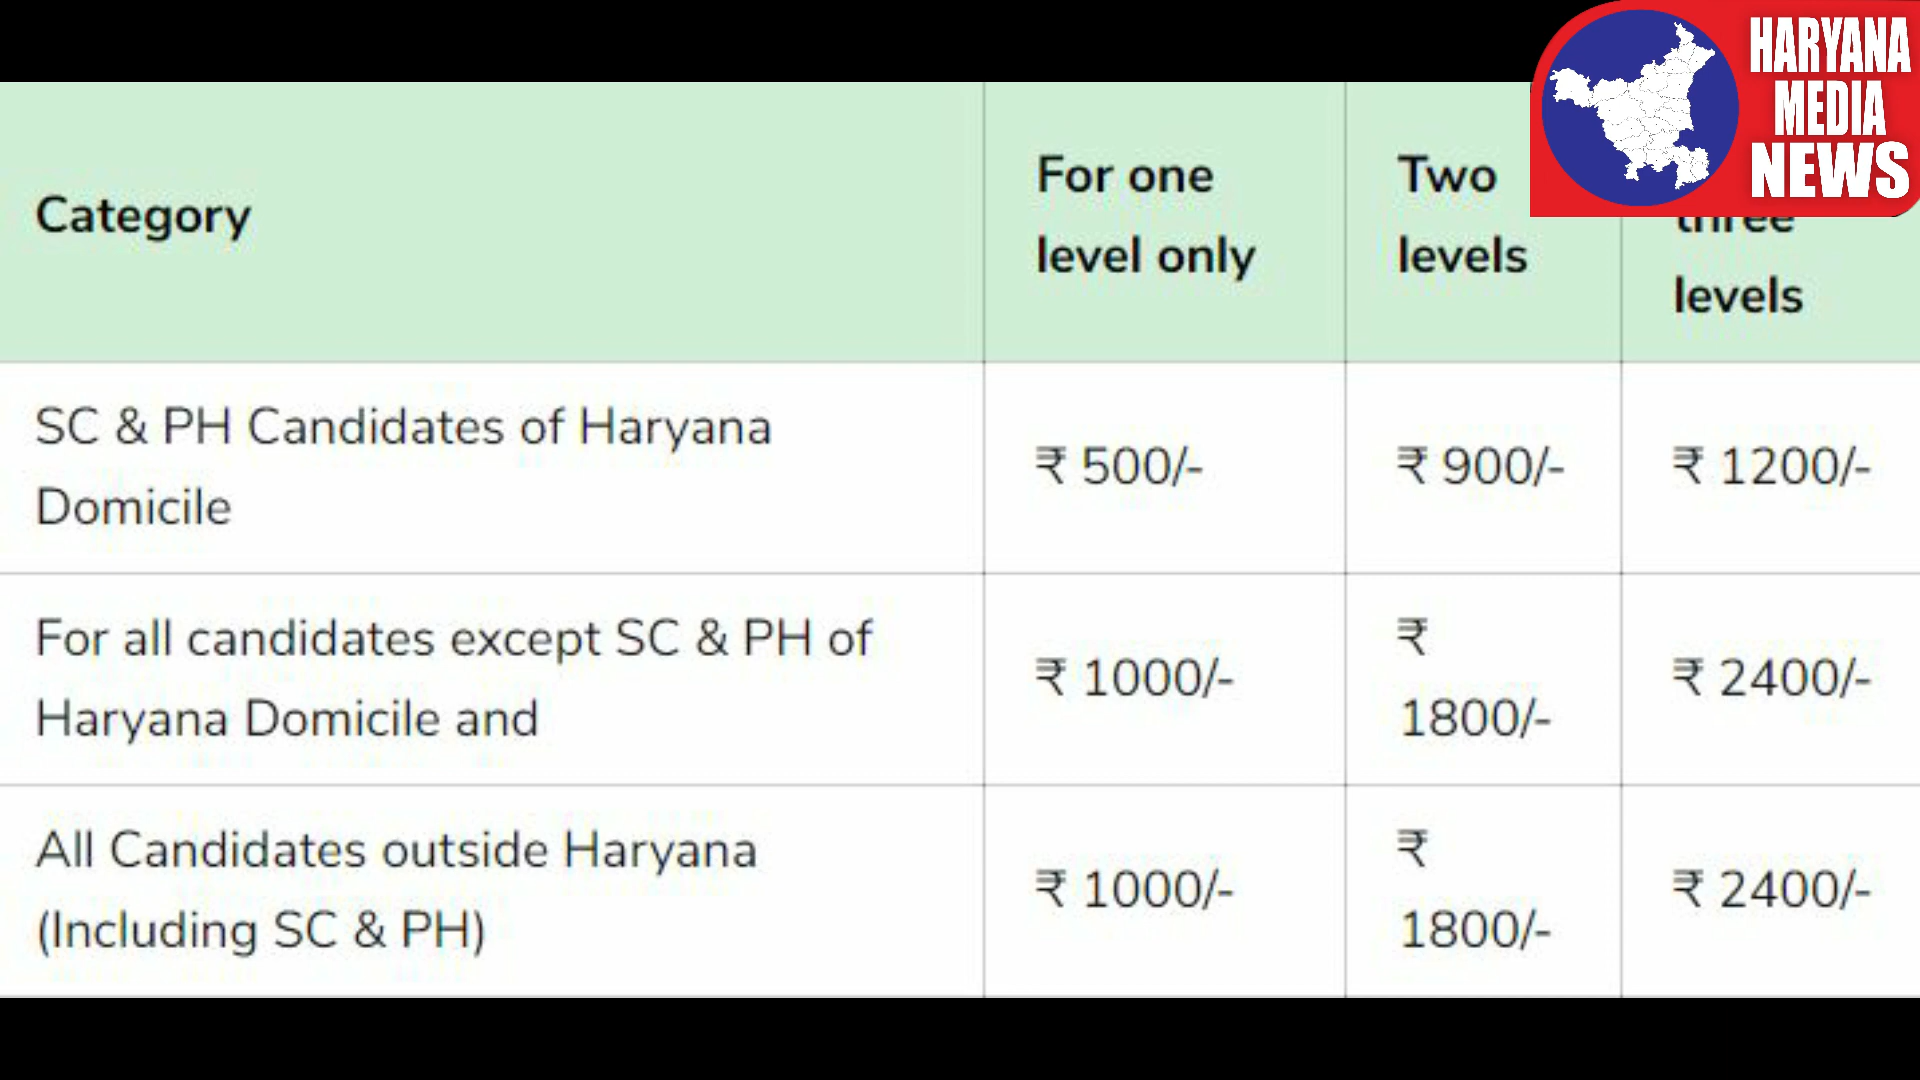 HARYANA
MEDIA
NEWS
Category
For one
level only
Two
levels
three
levels
SC & PH Candidates of Haryana
Domicile
₹ 500/-
₹ 900/-
₹ 1200/-
For all candidates except SC & PH of
Haryana Domicile and
₹ 1000/-
₹
1800/-
₹ 2400/-
All Candidates outside Haryana
(Including SC & PH)
₹ 1000/-
₹
1800/-
₹ 2400/-